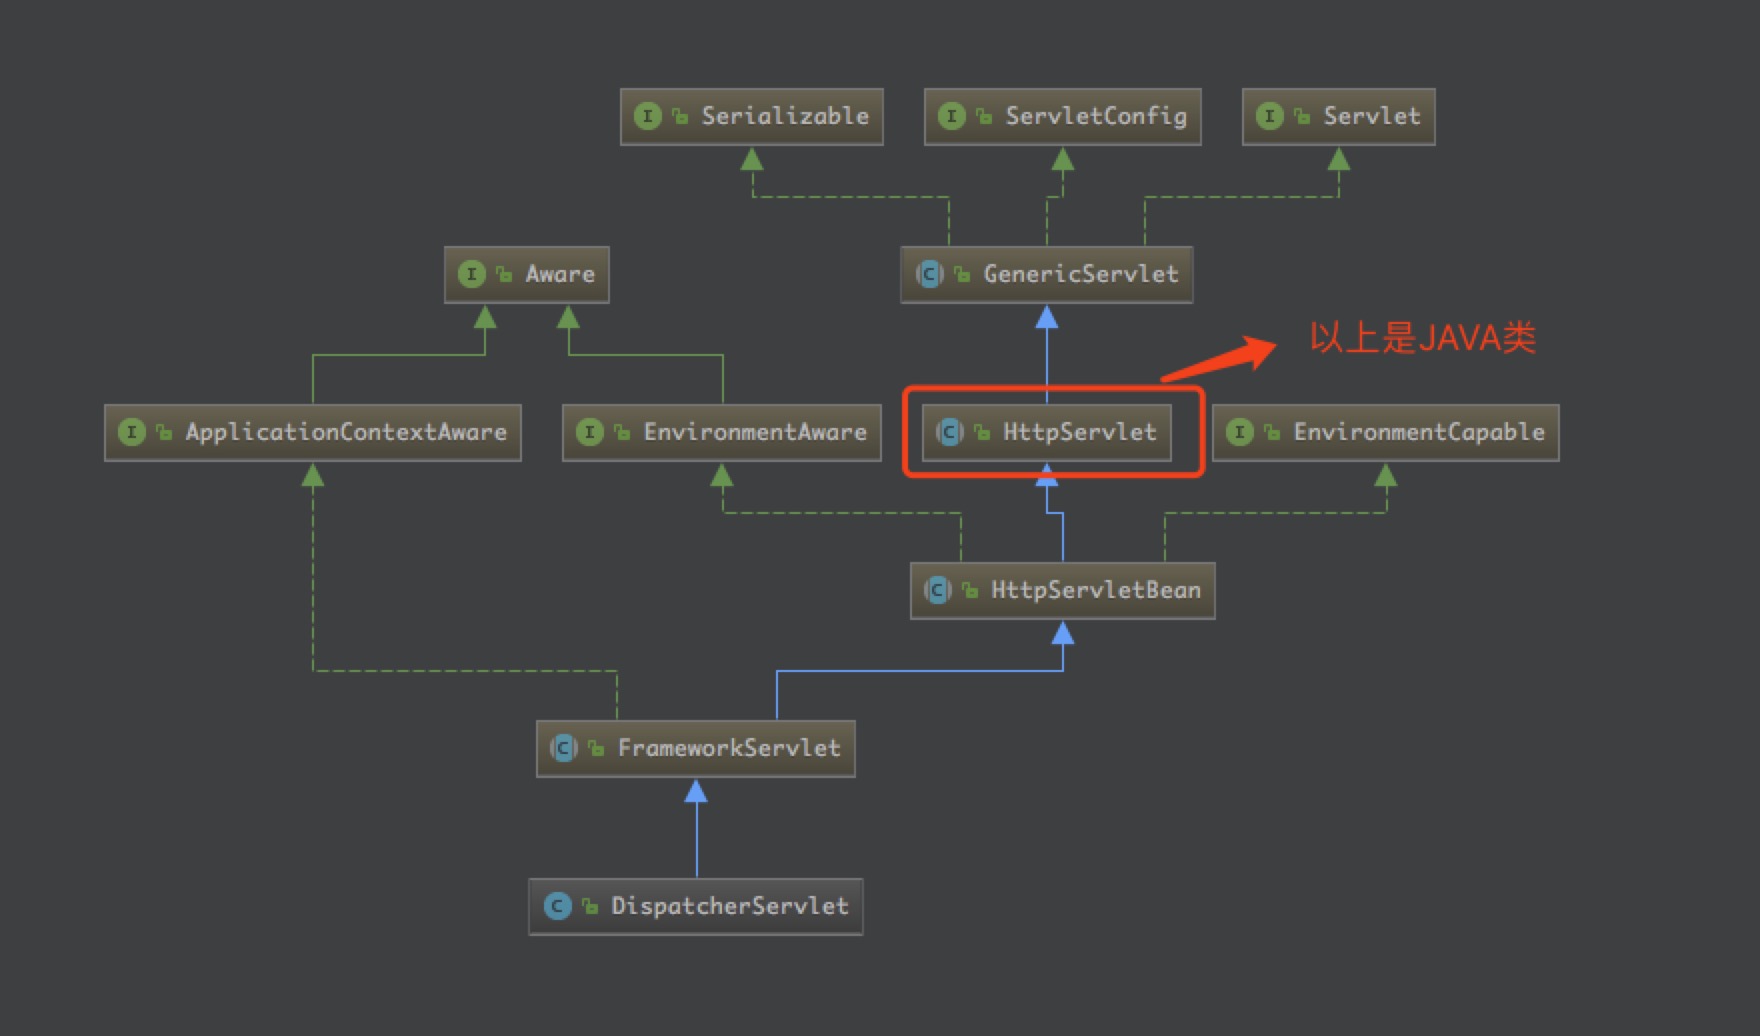 I Serializable
I ServletConfig
I Servlet
I Aware
C GenericServlet
以上是JAVA类
I ApplicationContextAware
I EnvironmentAware
C HttpServlet
I EnvironmentCapable
C HttpServletBean
C FrameworkServlet
C DispatcherServlet